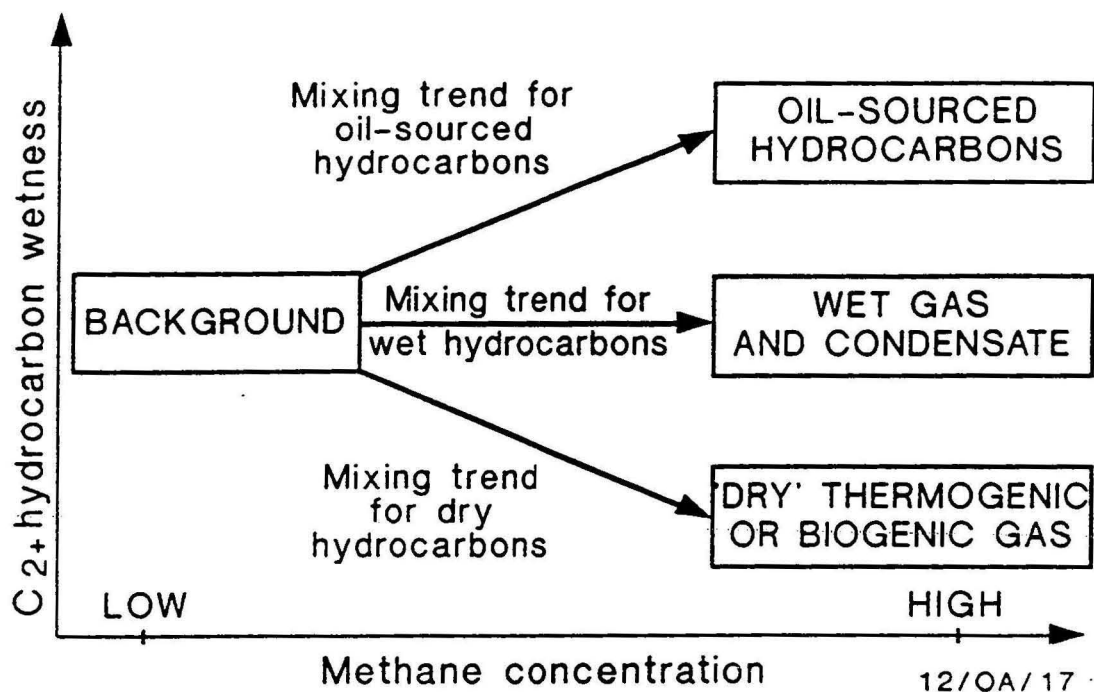 C2+ hydrocarbon wetness
Mixing trend for
oil-sourced
hydrocarbons
OIL-SOURCED
HYDROCARBONS
BACKGROUND
Mixing trend for
wet hydrocarbons
WET GAS
AND CONDENSATE
Mixing trend
for dry
hydrocarbons
'DRY' THERMOGENIC
OR BIOGENIC GAS
LOW
HIGH
Methane concentration
12/OA/17